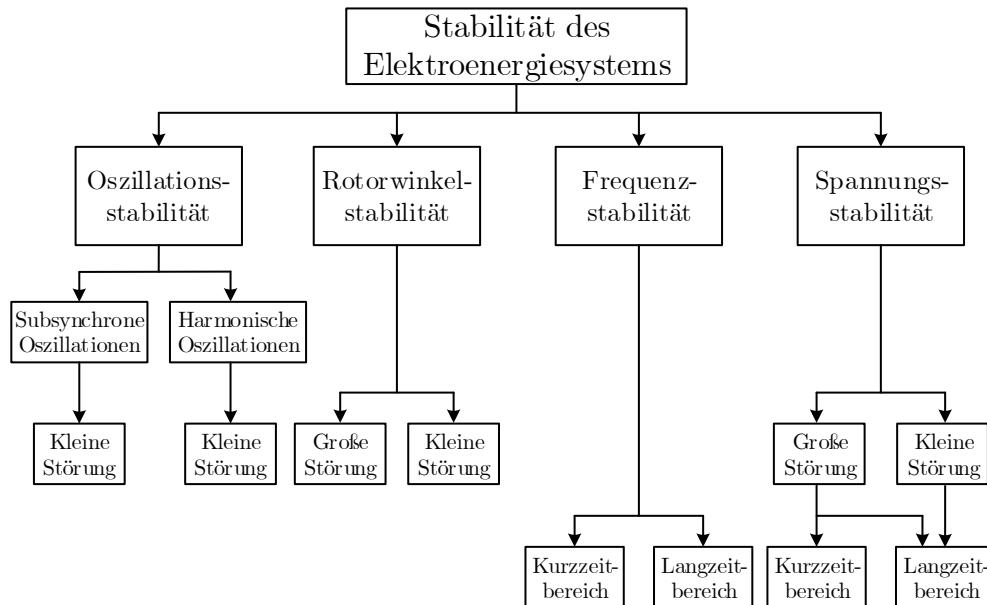 Stabilität des
Elektroenergiesystems
Oszillations-
stabilität
Rotorwinkel-
stabilität
Frequenz-
stabilität
Spannungs-
stabilität
Subsynchrone
Oszillationen
Harmonische
Oszillationen
Kleine
Störung
Kleine
Störung
Große
Störung
Kleine
Störung
Große
Störung
Kleine
Störung
Kurzzeit-
bereich
Langzeit-
bereich
Kurzzeit-
bereich
Langzeit-
bereich